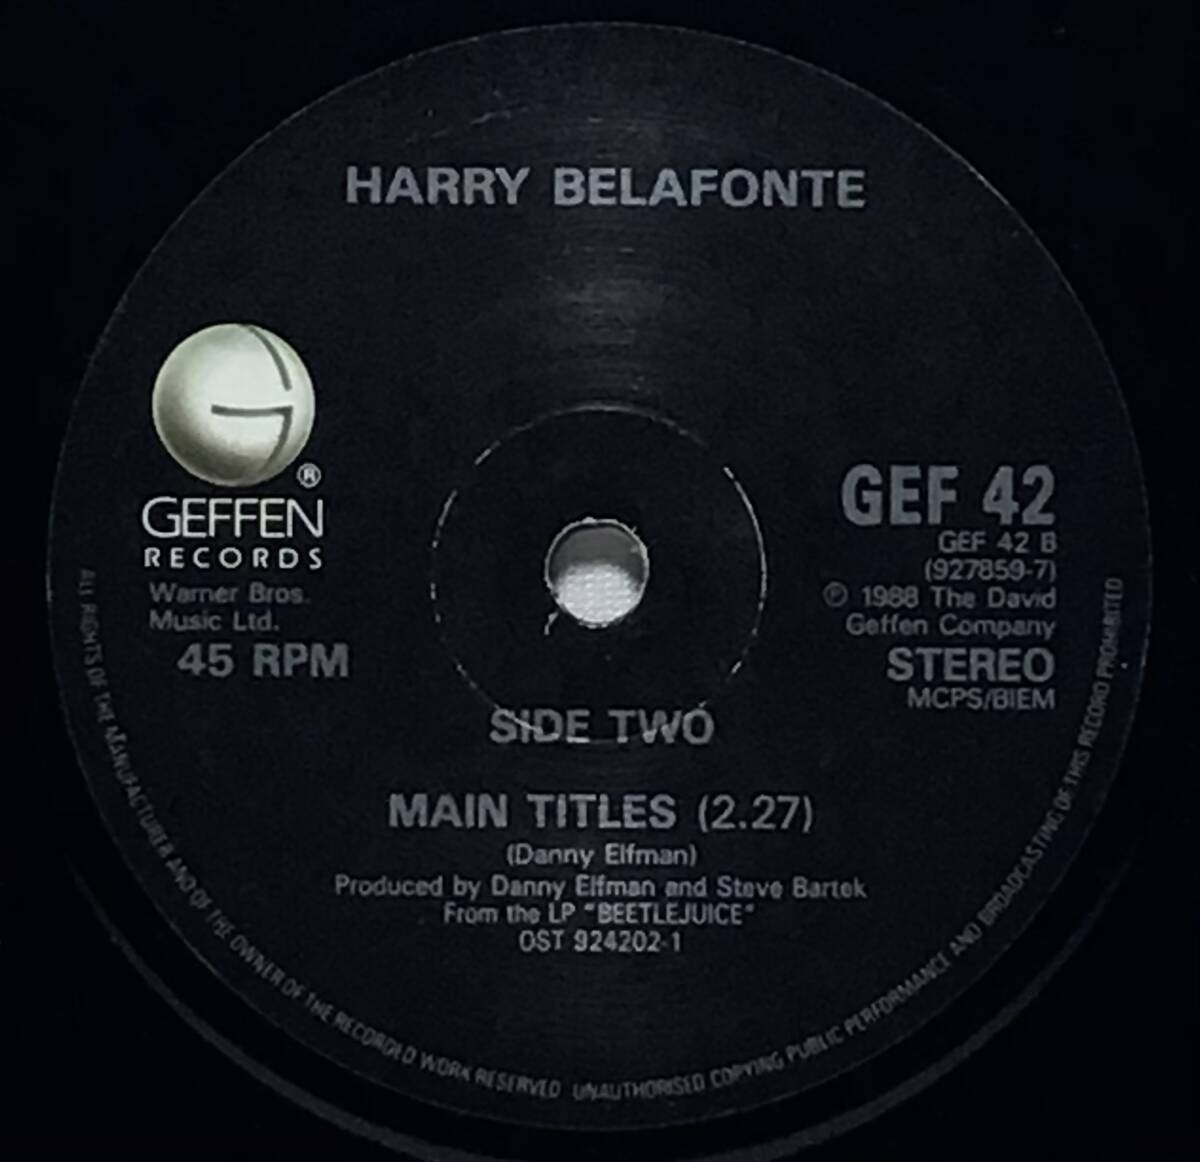 HARRY BELAFONTE
GEFFEN®
RECORDS
Warner Bros.
Music Ltd.
45 RPM
GEF 42
GEF 42 B
(927859-7)
℗ 1988 The David
Geffen Company
STEREO
MCPS/BIEM
SIDE TWO
MAIN TITLES (2.27)
(Danny Elfman)
Produced by Danny Elfman and Steve Bartek
From the LP "BEETLEJUICE"
OST 924202-1
ALL RIGHTS OF THE MANUFACTURER AND OF THE OWNER OF THE RECORDED WORK RESERVED UNAUTHORISED COPYING PUBLIC PERFORMANCE AND BROADCASTING OF THIS RECORD PROHIBITED